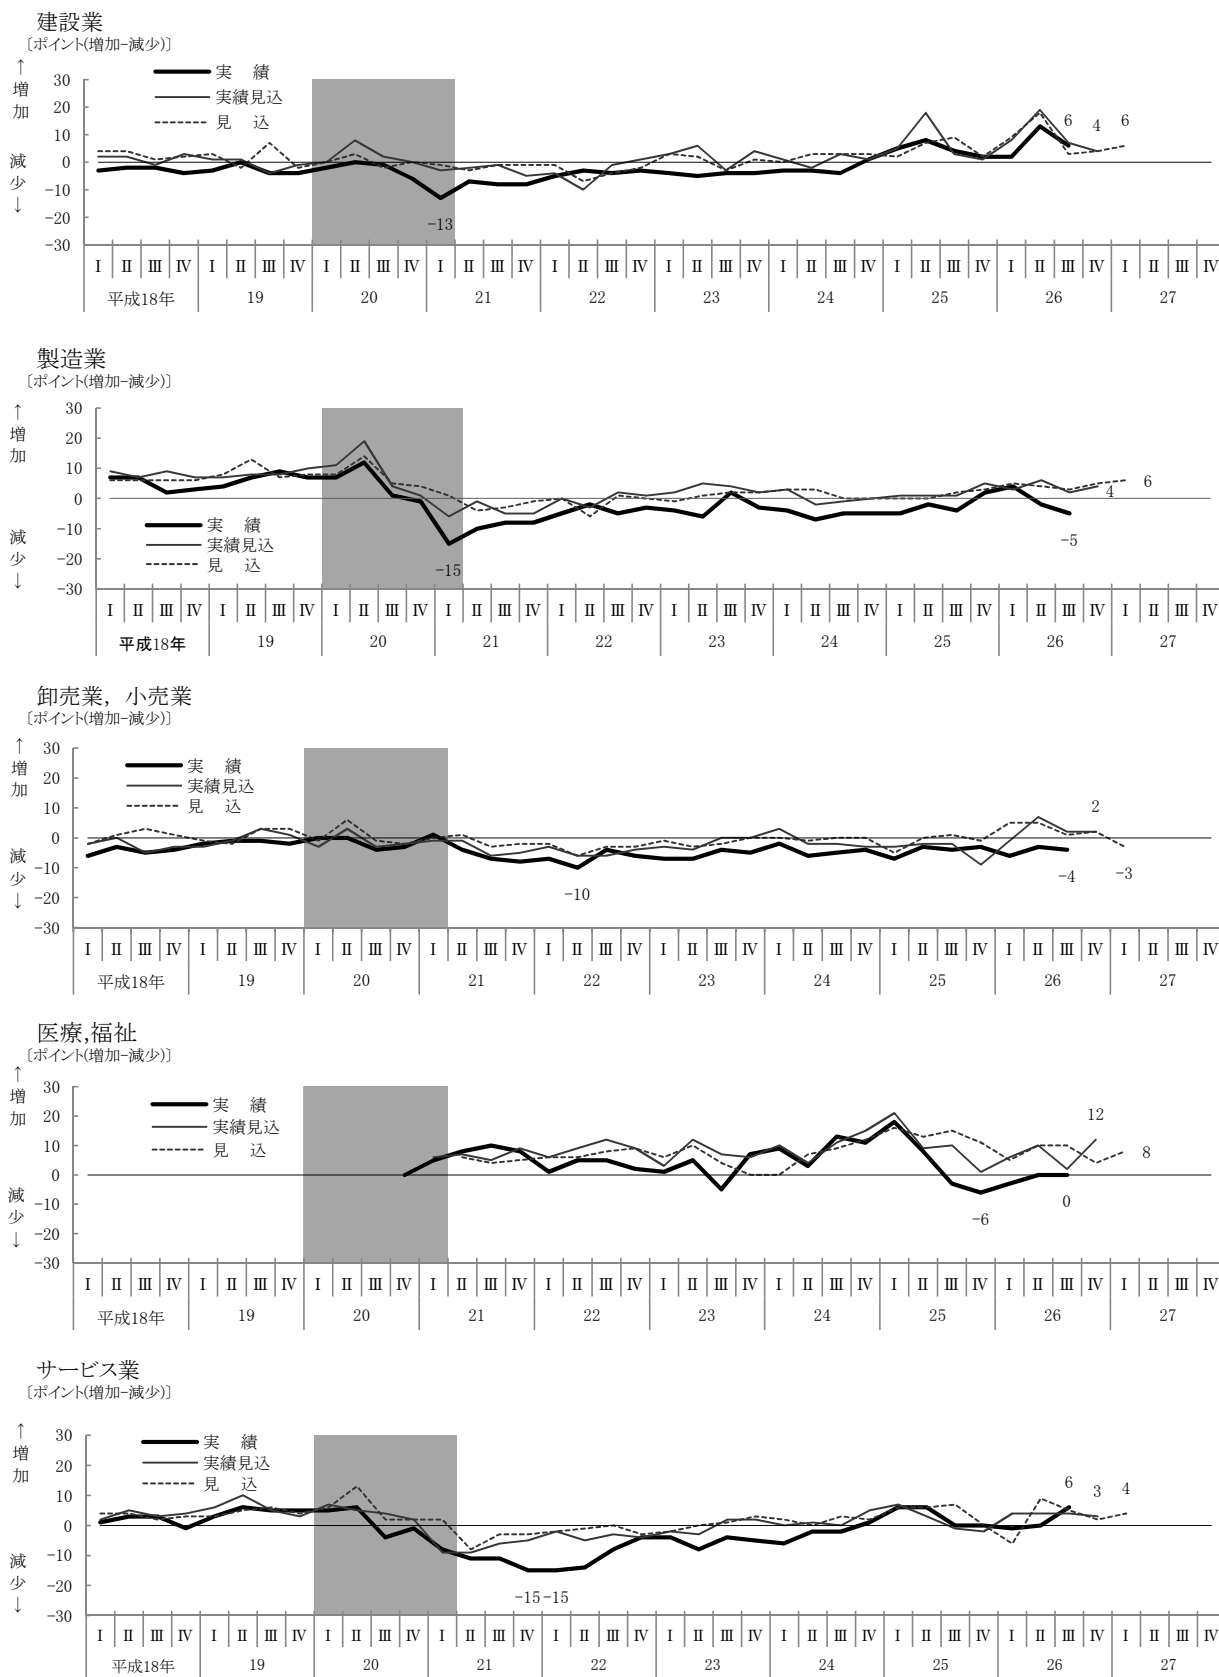 建設業
〔ポイント(増加−減少)〕
↑
増
加
減
少
↓
実　績
実績見込
見　込
30
20
10
0
−10
−20
−30
6
4
6
−13
Ⅰ Ⅱ Ⅲ Ⅳ Ⅰ Ⅱ Ⅲ Ⅳ Ⅰ Ⅱ Ⅲ Ⅳ Ⅰ Ⅱ Ⅲ Ⅳ Ⅰ Ⅱ Ⅲ Ⅳ Ⅰ Ⅱ Ⅲ Ⅳ Ⅰ Ⅱ Ⅲ Ⅳ Ⅰ Ⅱ Ⅲ Ⅳ Ⅰ Ⅱ Ⅲ Ⅳ Ⅰ Ⅱ Ⅲ Ⅳ
平成18年 19 20 21 22 23 24 25 26 27
製造業
〔ポイント(増加−減少)〕
↑
増
加
減
少
↓
30
20
10
0
−10
−20
−30
実　績
実績見込
見　込
6
4
−5
−15
Ⅰ Ⅱ Ⅲ Ⅳ Ⅰ Ⅱ Ⅲ Ⅳ Ⅰ Ⅱ Ⅲ Ⅳ Ⅰ Ⅱ Ⅲ Ⅳ Ⅰ Ⅱ Ⅲ Ⅳ Ⅰ Ⅱ Ⅲ Ⅳ Ⅰ Ⅱ Ⅲ Ⅳ Ⅰ Ⅱ Ⅲ Ⅳ Ⅰ Ⅱ Ⅲ Ⅳ Ⅰ Ⅱ Ⅲ Ⅳ
平成18年 19 20 21 22 23 24 25 26 27
卸売業，小売業
〔ポイント(増加−減少)〕
↑
増
加
減
少
↓
30
20
10
0
−10
−20
−30
実　績
実績見込
見　込
2
−4
−3
−10
Ⅰ Ⅱ Ⅲ Ⅳ Ⅰ Ⅱ Ⅲ Ⅳ Ⅰ Ⅱ Ⅲ Ⅳ Ⅰ Ⅱ Ⅲ Ⅳ Ⅰ Ⅱ Ⅲ Ⅳ Ⅰ Ⅱ Ⅲ Ⅳ Ⅰ Ⅱ Ⅲ Ⅳ Ⅰ Ⅱ Ⅲ Ⅳ Ⅰ Ⅱ Ⅲ Ⅳ Ⅰ Ⅱ Ⅲ Ⅳ
平成18年 19 20 21 22 23 24 25 26 27
医療,福祉
〔ポイント(増加−減少)〕
↑
増
加
減
少
↓
30
20
10
0
−10
−20
−30
実　績
実績見込
見　込
12
8
0
−6
Ⅰ Ⅱ Ⅲ Ⅳ Ⅰ Ⅱ Ⅲ Ⅳ Ⅰ Ⅱ Ⅲ Ⅳ Ⅰ Ⅱ Ⅲ Ⅳ Ⅰ Ⅱ Ⅲ Ⅳ Ⅰ Ⅱ Ⅲ Ⅳ Ⅰ Ⅱ Ⅲ Ⅳ Ⅰ Ⅱ Ⅲ Ⅳ Ⅰ Ⅱ Ⅲ Ⅳ Ⅰ Ⅱ Ⅲ Ⅳ
平成18年 19 20 21 22 23 24 25 26 27
サービス業
〔ポイント(増加−減少)〕
↑
増
加
減
少
↓
30
20
10
0
−10
−20
−30
実　績
実績見込
見　込
6
3
4
−15 −15
Ⅰ Ⅱ Ⅲ Ⅳ Ⅰ Ⅱ Ⅲ Ⅳ Ⅰ Ⅱ Ⅲ Ⅳ Ⅰ Ⅱ Ⅲ Ⅳ Ⅰ Ⅱ Ⅲ Ⅳ Ⅰ Ⅱ Ⅲ Ⅳ Ⅰ Ⅱ Ⅲ Ⅳ Ⅰ Ⅱ Ⅲ Ⅳ Ⅰ Ⅱ Ⅲ Ⅳ Ⅰ Ⅱ Ⅲ Ⅳ
平成18年 19 20 21 22 23 24 25 26 27